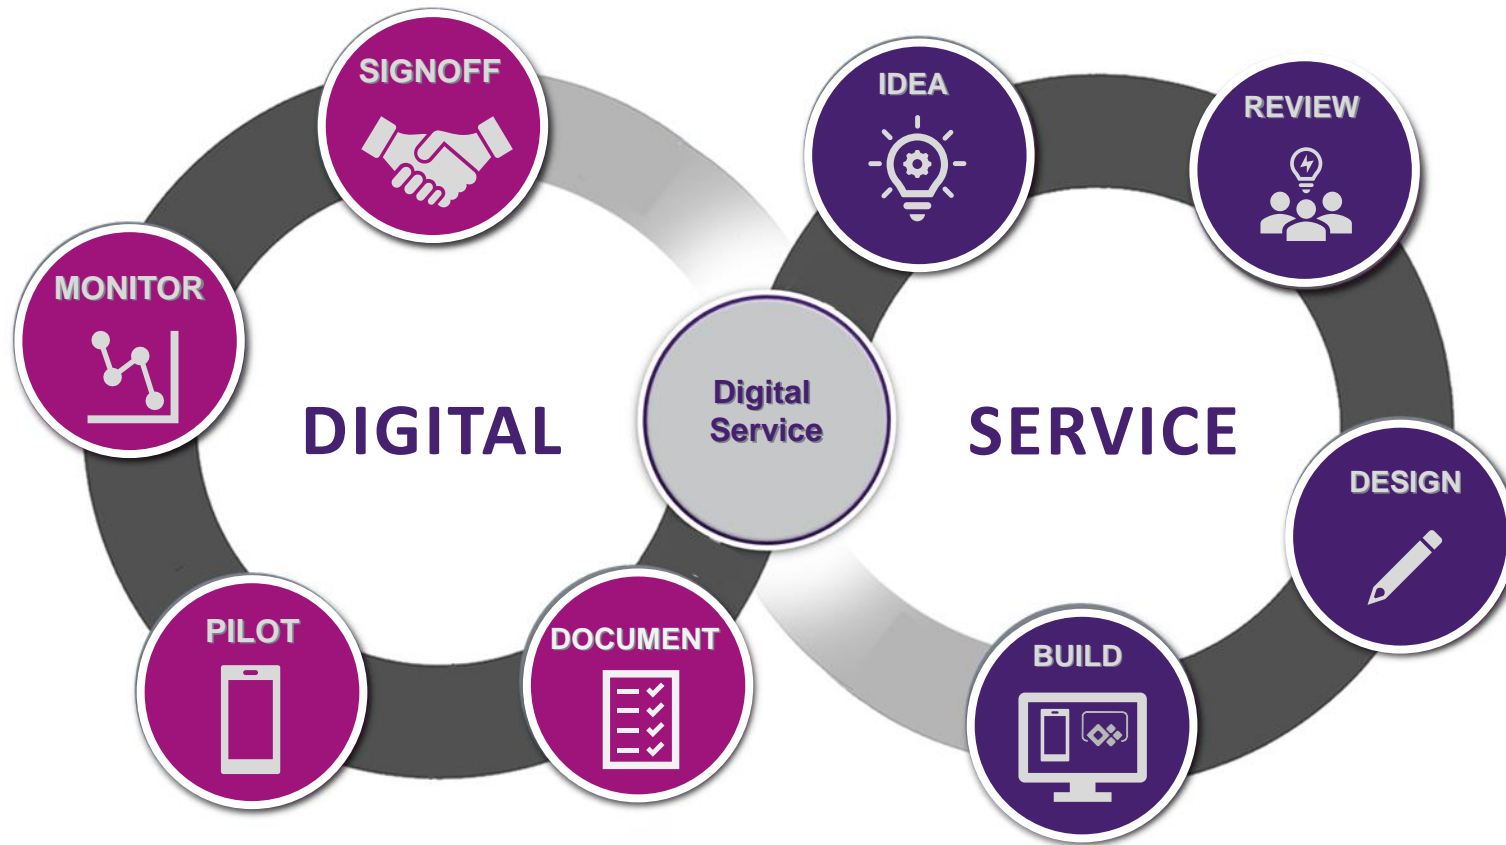 SIGNOFF
IDEA
REVIEW
MONITOR
DIGITAL
Digital
Service
SERVICE
DESIGN
PILOT
DOCUMENT
BUILD